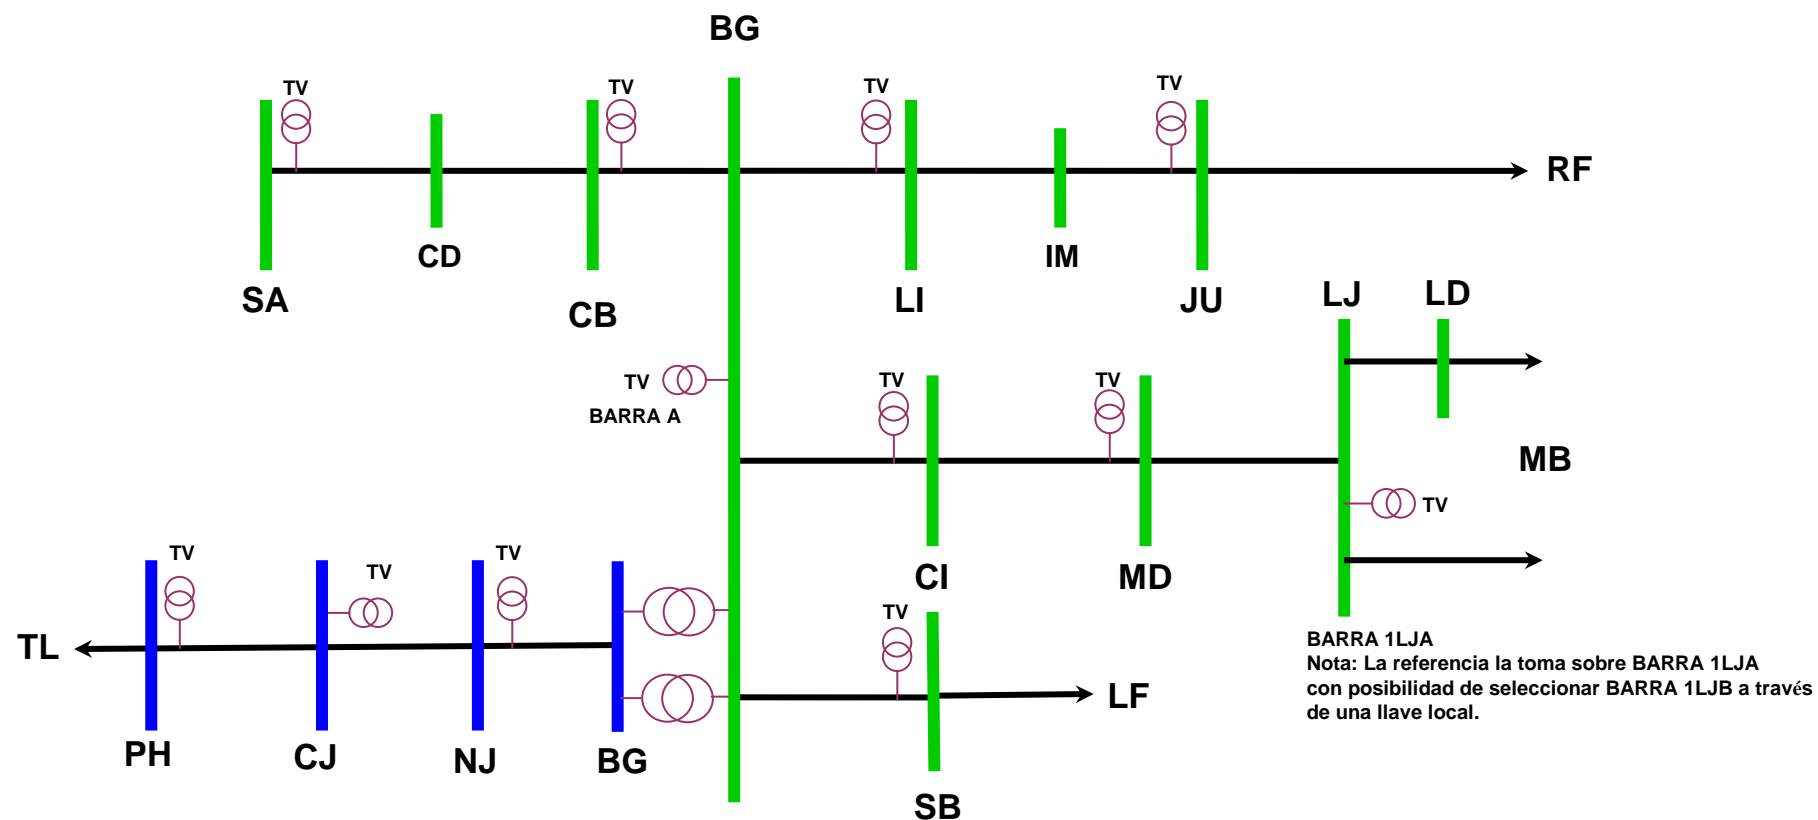 BG
TV
TV
TV
TV
RF
CD
IM
SA
CB
LI
JU
LJ
LD
TV
BARRA A
TV
TV
MB
TV
TV
TV
TV
TV
CI
MD
TL
LF
PH
CJ
NJ
BG
SB
BARRA 1LJA
Nota: La referencia la toma sobre BARRA 1LJA
con posibilidad de seleccionar BARRA 1LJB a través
de una llave local.